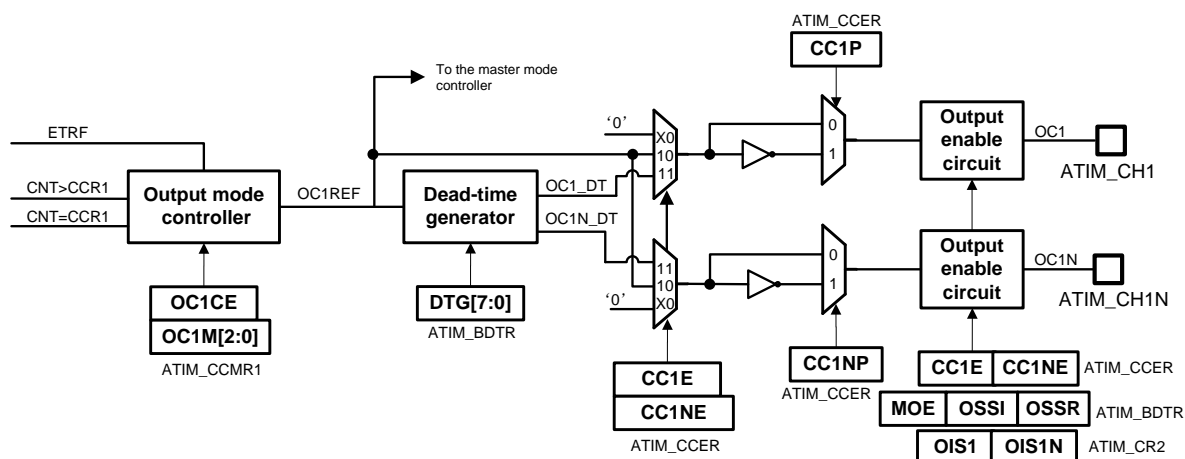 ATIM_CCER
CC1P
To the master mode
controller
ETRF
CNT>CCR1
CNT=CCR1
Output mode
controller
OC1REF
OC1CE
OC1M[2:0]
ATIM_CCMR1
Dead-time
generator
OC1_DT
OC1N_DT
DTG[7:0]
ATIM_BDTR
‘0’
X0
10
11
11
10
X0
‘0’
CC1E
CC1NE
ATIM_CCER
0
1
0
1
CC1NP
ATIM_CCER
Output
enable
circuit
OC1
ATIM_CH1
Output
enable
circuit
OC1N
ATIM_CH1N
CC1E CC1NE ATIM_CCER
MOE OSSI OSSR ATIM_BDTR
OIS1 OIS1N ATIM_CR2